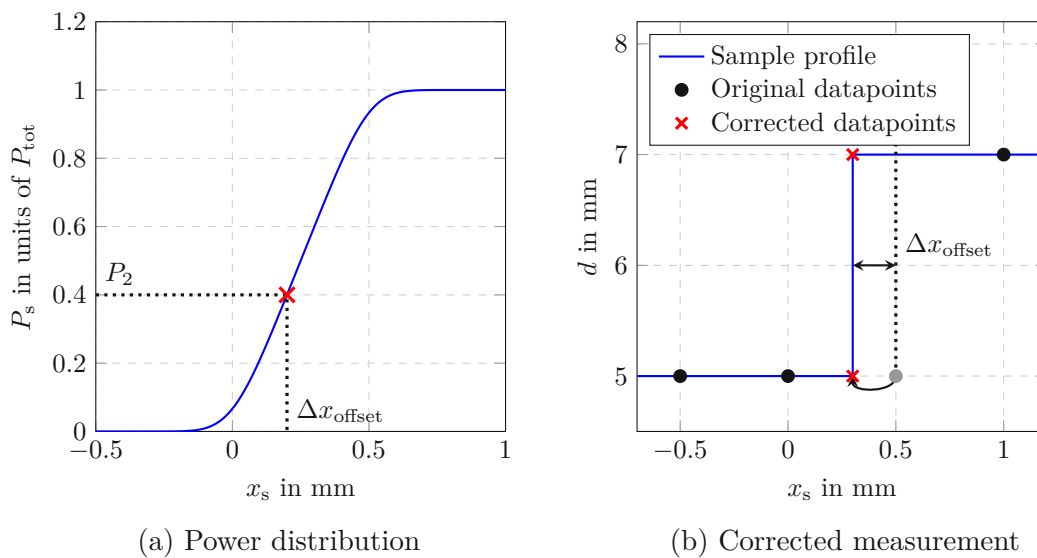 1.2
1
0.8
0.6
0.4
0.2
0
−0.5
0
0.5
1
P_s in units of P_tot
P_2
Δx_offset
x_s in mm
(a) Power distribution
8
7
6
5
−0.5
0
0.5
1
d in mm
Sample profile
Original datapoints
Corrected datapoints
Δx_offset
x_s in mm
(b) Corrected measurement